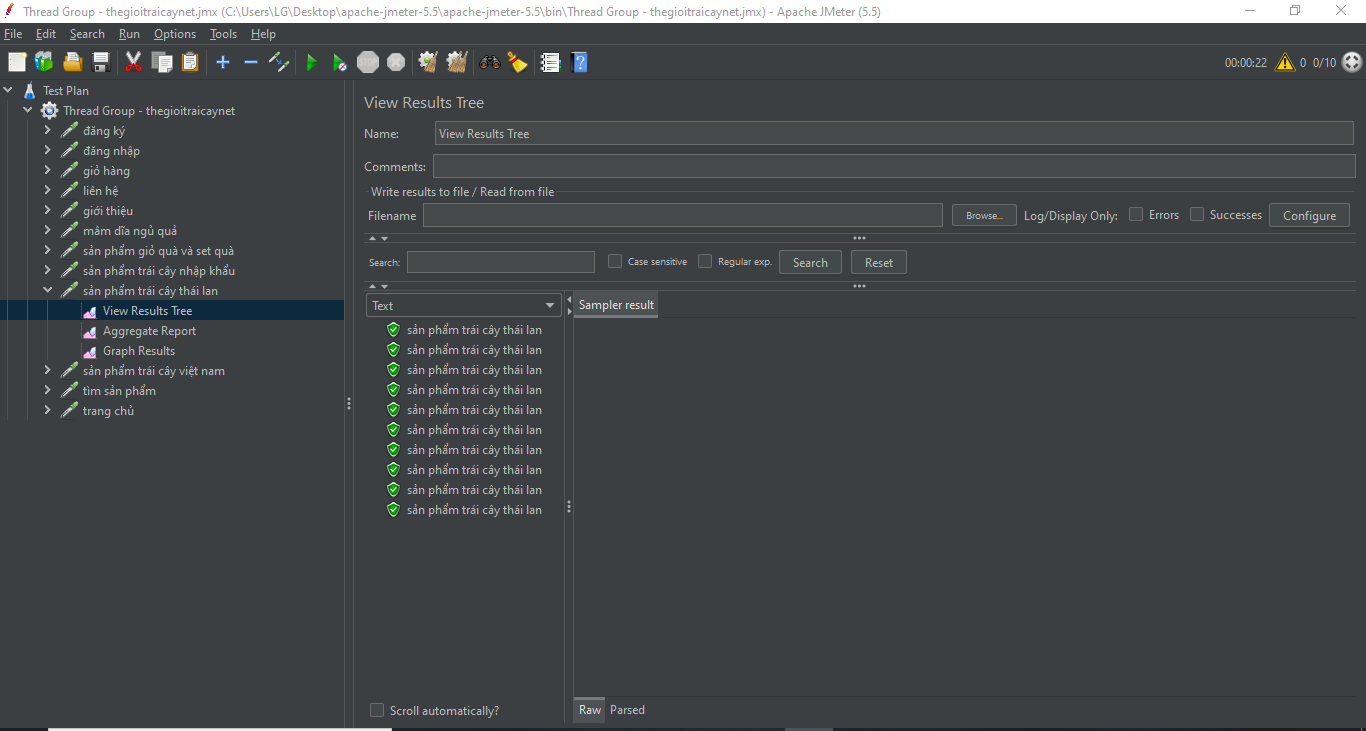 Thread Group - thegioitraicaynet.jmx (C:\Users\LG\Desktop\apache-jmeter-5.5\apache-jmeter-5.5\bin\Thread Group - thegioitraicaynet.jmx) - Apache JMeter (5.5)
File Edit Search Run Options Tools Help
STOP 00:00:22 0 0/10
Test Plan
Thread Group - thegioitraicaynet
đăng ký
đăng nhập
giỏ hàng
liên hệ
giới thiệu
mâm dĩa ngủ quả
sản phẩm giỏ quà và set quà
sản phẩm trái cây nhập khẩu
sản phẩm trái cây thái lan
View Results Tree
Aggregate Report
Graph Results
sản phẩm trái cây việt nam
tìm sản phẩm
trang chủ
View Results Tree
Name: View Results Tree
Comments:
Write results to file / Read from file
Filename Browse... Log/Display Only: Errors Successes Configure
Search: Case sensitive Regular exp. Search Reset
Text
Sampler result
sản phẩm trái cây thái lan
sản phẩm trái cây thái lan
sản phẩm trái cây thái lan
sản phẩm trái cây thái lan
sản phẩm trái cây thái lan
sản phẩm trái cây thái lan
sản phẩm trái cây thái lan
sản phẩm trái cây thái lan
sản phẩm trái cây thái lan
sản phẩm trái cây thái lan
Scroll automatically?
Raw Parsed